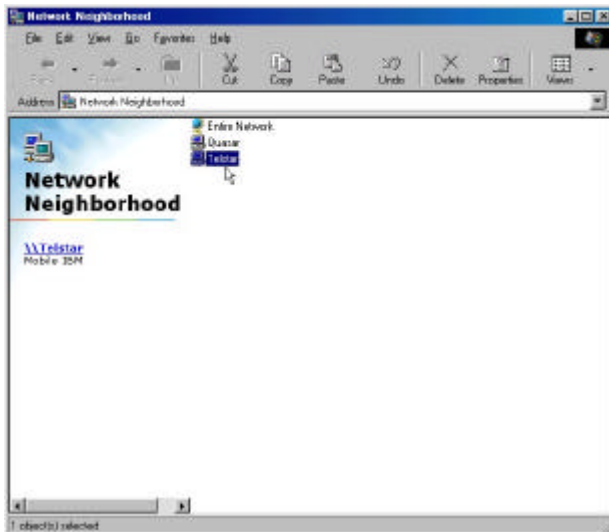 Network Neighborhood
File Edit View Go Favorites Help
Cut Copy Paste Undo Delete Properties Views
Address Network Neighborhood
Entire Network
Quasar
Telstar
Network
Neighborhood
\\Telstar
Mobile IBM
1 object(s) selected